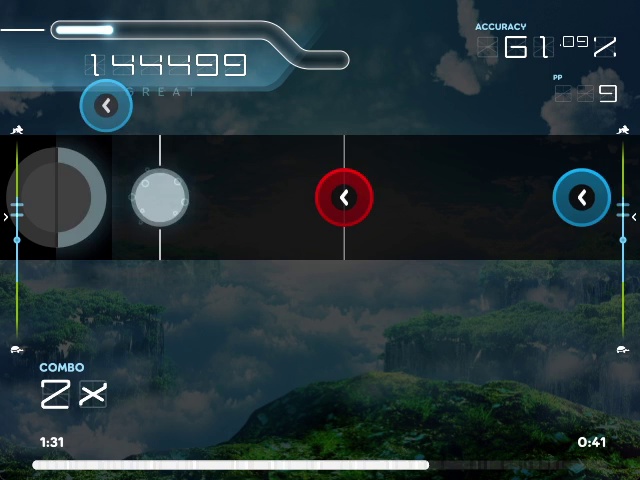 144499
GREAT
ACCURACY
61.09%
PP
9
COMBO
2x
1:31
0:41